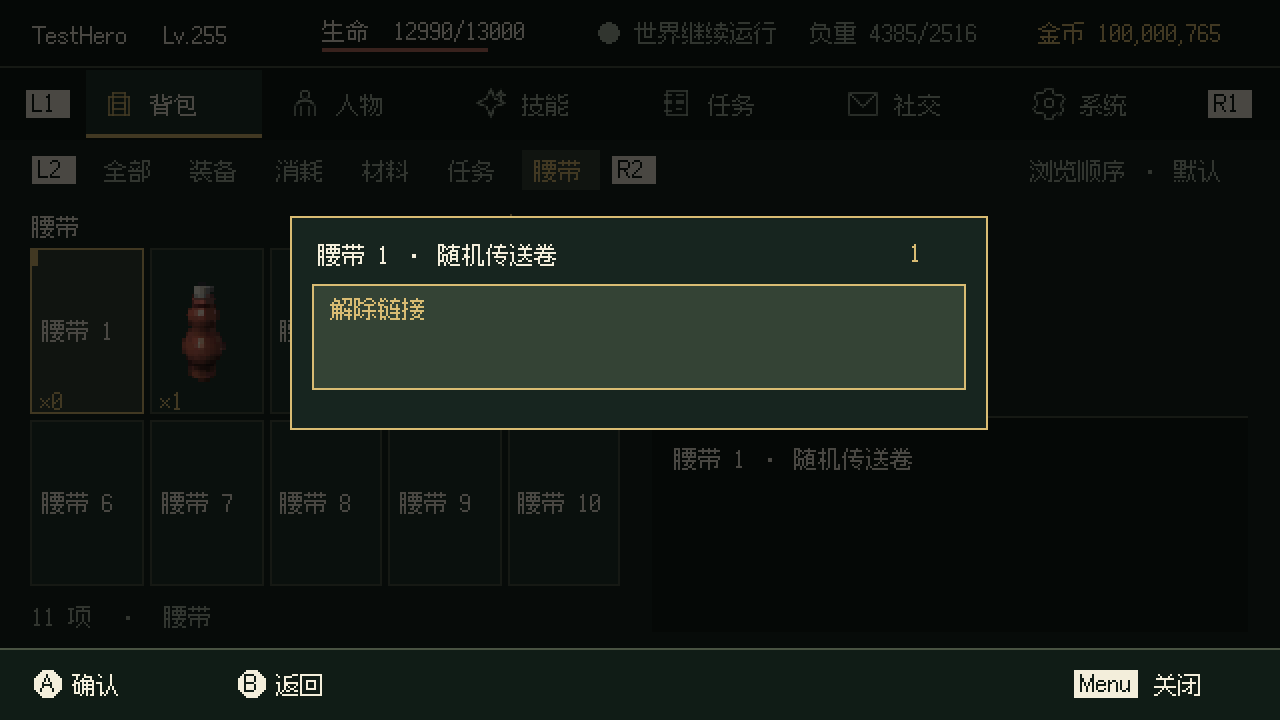 TestHero Lv.255 生命 12990/13000 世界继续运行 负重 4385/2516 金币 100,000,765
L1 背包 人物 技能 任务 社交 系统 R1
L2 全部 装备 消耗 材料 任务 腰带 R2 浏览顺序 · 默认
腰带
腰带 1 · 随机传送卷 1
解除链接
腰带 1
×0 ×1
腰带 1 · 随机传送卷
腰带 6 腰带 7 腰带 8 腰带 9 腰带 10
11 项 · 腰带
A 确认 B 返回 Menu 关闭